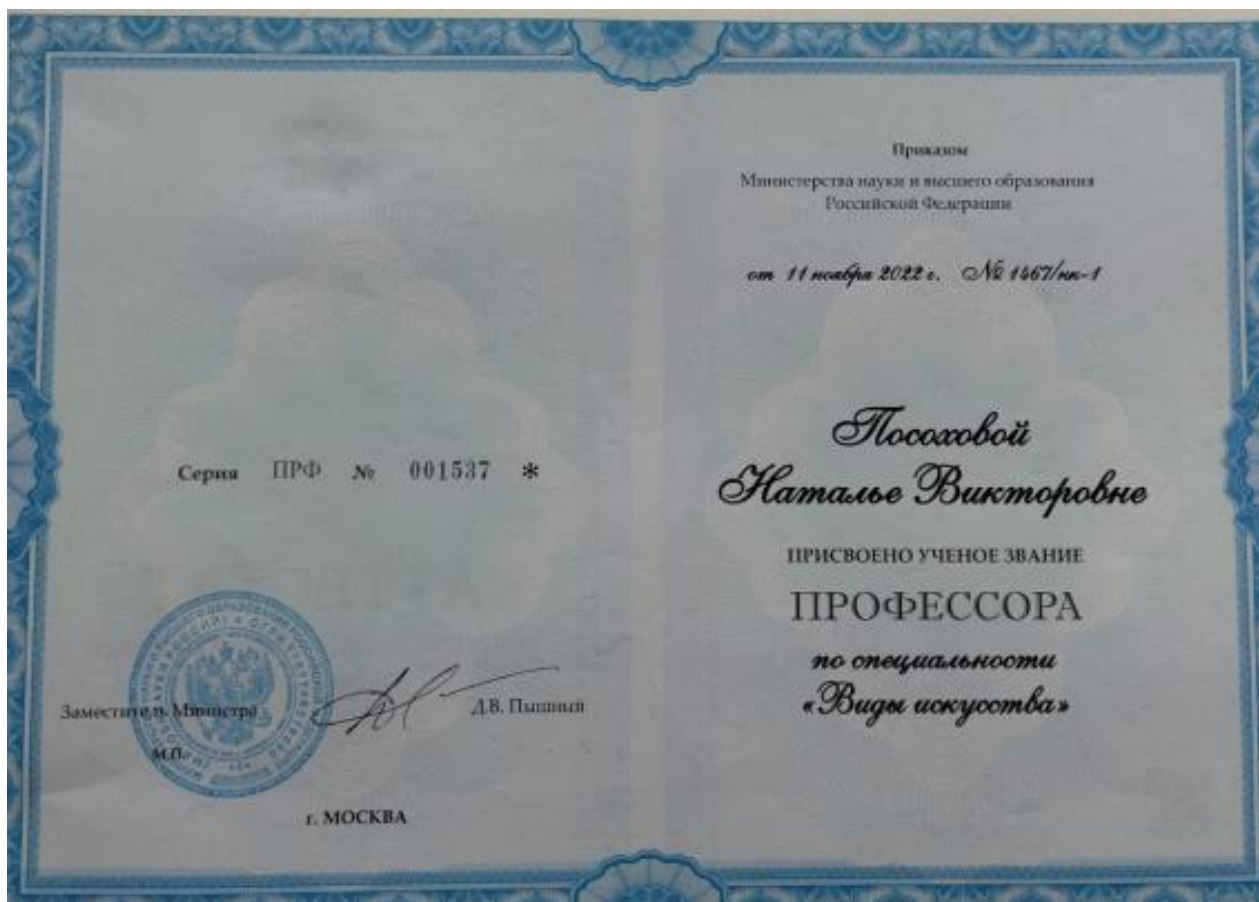 Серия ПРФ № 001537 *
Заместитель Министра Д.В. Пышный
М.П.
г. МОСКВА
Приказом
Министерства науки и высшего образования
Российской Федерации
от 11 ноября 2022 г. № 1467/нк-1
Посоховой
Наталье Викторовне
ПРИСВОЕНО УЧЕНОЕ ЗВАНИЕ
ПРОФЕССОРА
по специальности
«Виды искусства»